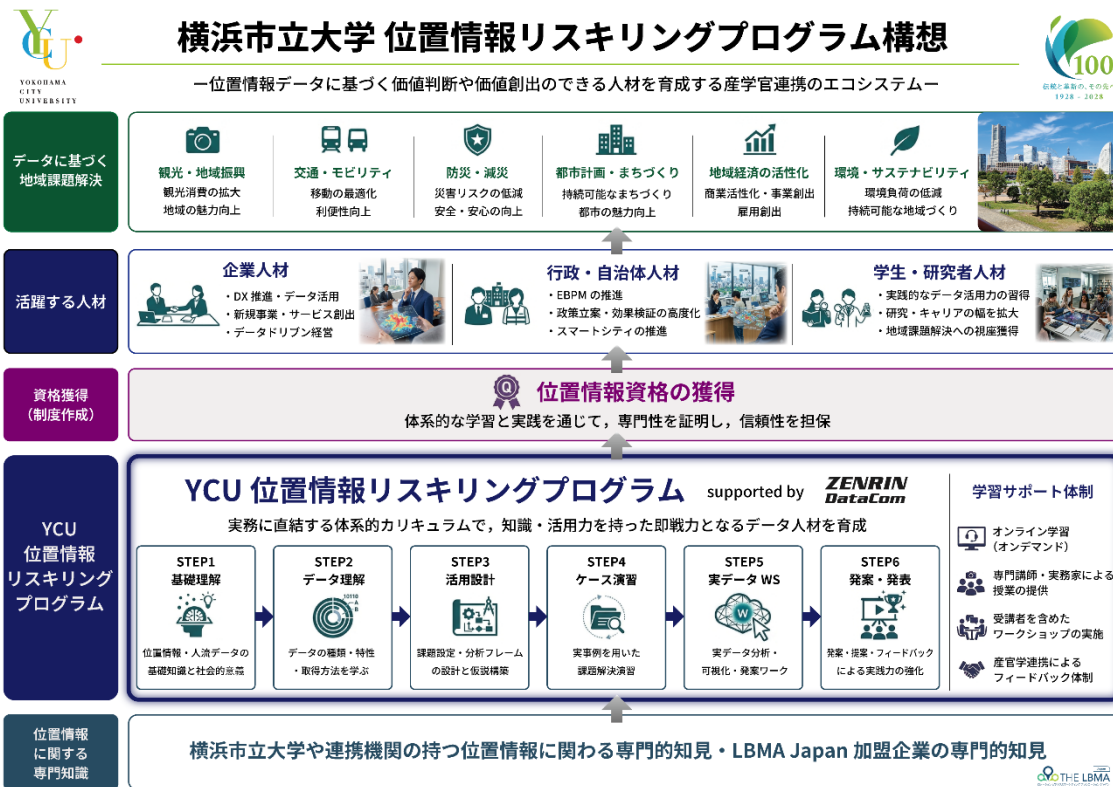 YCU
YOKOHAMA
CITY
UNIVERSITY
横浜市立大学 位置情報リスキリングプログラム構想
ー位置情報データに基づく価値判断や価値創出のできる人材を育成する産学官連携のエコシステムー
100
伝統と革新の、その先へ
1928 - 2028
データに基づく
地域課題解決
観光・地域振興
観光消費の拡大
地域の魅力向上
交通・モビリティ
移動の最適化
利便性向上
防災・減災
災害リスクの低減
安全・安心の向上
都市計画・まちづくり
持続可能なまちづくり
都市の魅力向上
地域経済の活性化
商業活性化・事業創出
雇用創出
環境・サステナビリティ
環境負荷の低減
持続可能な地域づくり
活躍する人材
企業人材
・DX 推進・データ活用
・新規事業・サービス創出
・データドリブン経営
行政・自治体人材
・EBPM の推進
・政策立案・効果検証の高度化
・スマートシティの推進
学生・研究者人材
・実践的なデータ活用力の習得
・研究・キャリアの幅を拡大
・地域課題解決への視座獲得
資格獲得
（制度作成）
Q
位置情報資格の獲得
体系的な学習と実践を通じて，専門性を証明し，信頼性を担保
YCU
位置情報
リスキリング
プログラム
YCU 位置情報リスキリングプログラム supported by ZENRIN DataCom
実務に直結する体系的カリキュラムで，知識・活用力を持った即戦力となるデータ人材を育成
STEP1
基礎理解
位置情報・人流データの
基礎知識と社会的意義
STEP2
データ理解
10110
A
B
データの種類・特性
・取得方法を学ぶ
STEP3
活用設計
課題設定・分析フレーム
の設計と仮説構築
STEP4
ケース演習
実事例を用いた
課題解決演習
STEP5
実データ WS
W
実データ分析・
可視化・発案ワーク
STEP6
発案・発表
発案・提案・フィードバック
による実践力の強化
学習サポート体制
オンライン学習
（オンデマンド）
専門講師・実務家による
授業の提供
受講者を含めた
ワークショップの実施
産官学連携による
フィードバック体制
位置情報
に関する
専門知識
横浜市立大学や連携機関の持つ位置情報に関わる専門的知見・LBMA Japan 加盟企業の専門的知見
THE LBMA